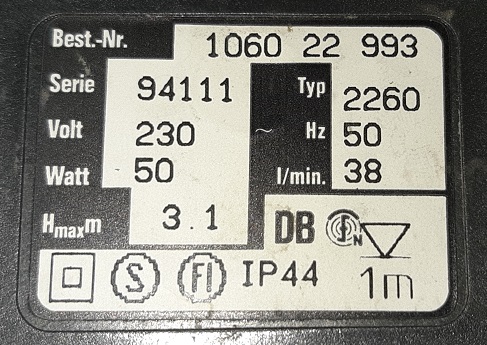 Best.-Nr. 1060 22 993
Serie 94111 Typ 2260
Volt 230 ~ Hz 50
Watt 50 l/min. 38
Hmaxm 3.1
DB S N
S FI IP44 1m